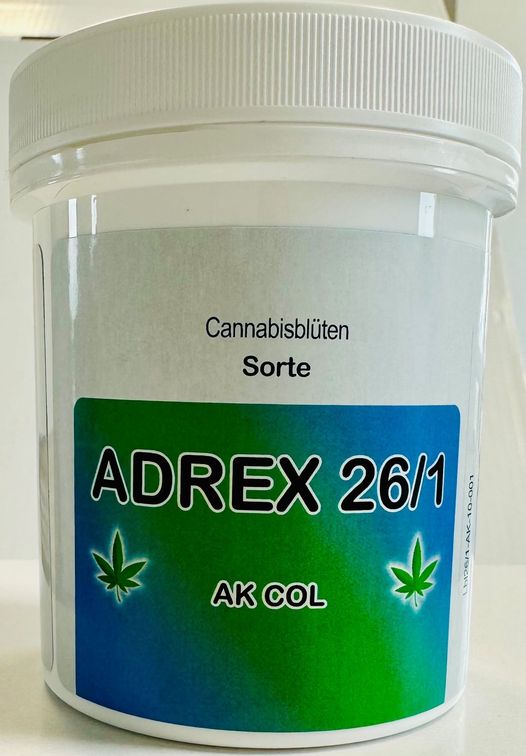 Cannabisblüten
Sorte
ADREX 26/1
AK COL